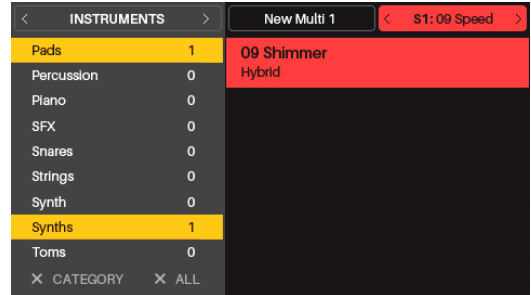 < INSTRUMENTS >
Pads 1
Percussion 0
Piano 0
SFX 0
Snares 0
Strings 0
Synth 0
Synths 1
Toms 0
× CATEGORY × ALL
New Multi 1
< S1: 09 Speed >
09 Shimmer
Hybrid